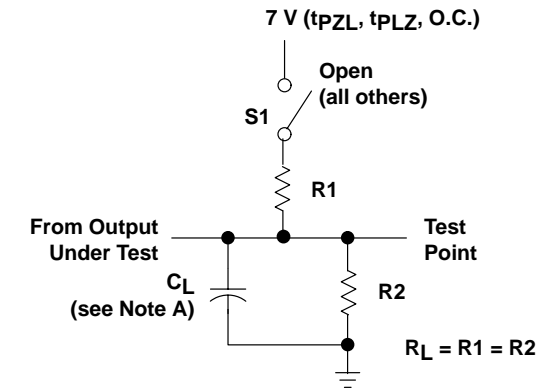 7 V (tPZL, tPLZ, O.C.)
Open
(all others)
S1
R1
From Output
Under Test
Test
Point
CL
(see Note A)
R2
RL = R1 = R2